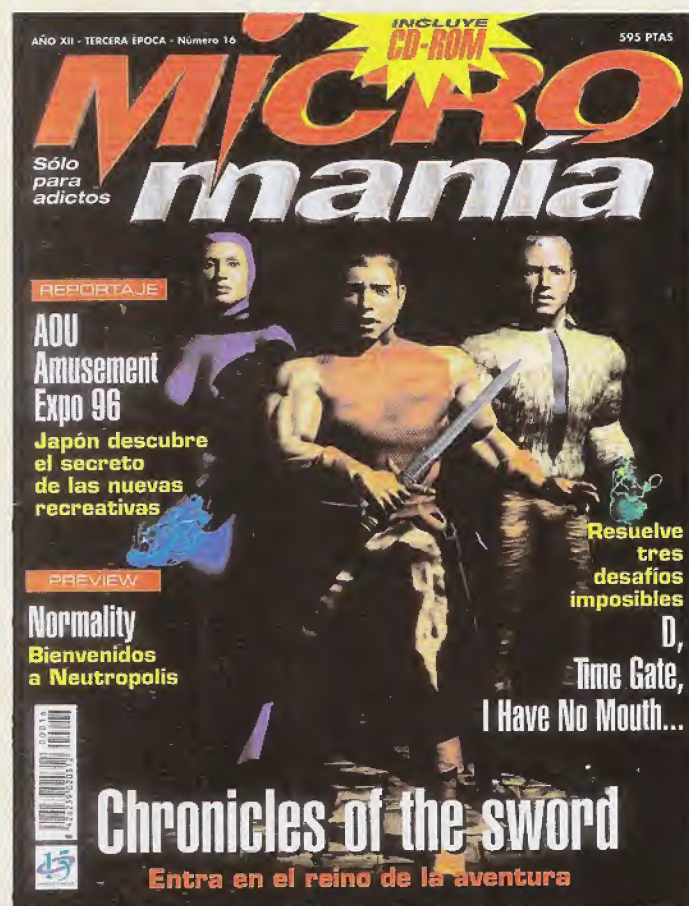 AÑO XII - TERCERA ÉPOCA - Número 16
INCLUYE
CD-ROM
595 PTAS
MICRO
manía
Sólo
para
adictos
REPORTAJE
AOU
Amusement
Expo 96
Japón descubre
el secreto
de las nuevas
recreativas
PREVIEW
Normality
Bienvenidos
a Neutropolis
Resuelve
tres
desafíos
imposibles
D,
Time Gate,
I Have No Mouth...
00016
Chronicles of the sword
Entra en el reino de la aventura